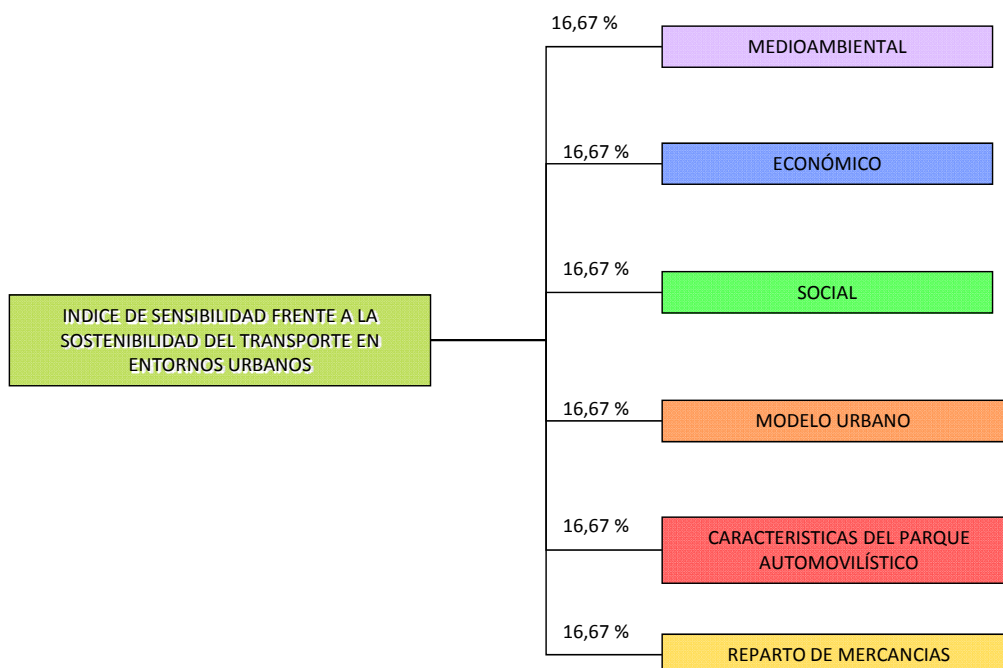 16,67 %
MEDIOAMBIENTAL
16,67 %
ECONÓMICO
16,67 %
SOCIAL
INDICE DE SENSIBILIDAD FRENTE A LA
SOSTENIBILIDAD DEL TRANSPORTE EN
ENTORNOS URBANOS
16,67 %
MODELO URBANO
16,67 %
CARACTERISTICAS DEL PARQUE
AUTOMOVILÍSTICO
16,67 %
REPARTO DE MERCANCIAS